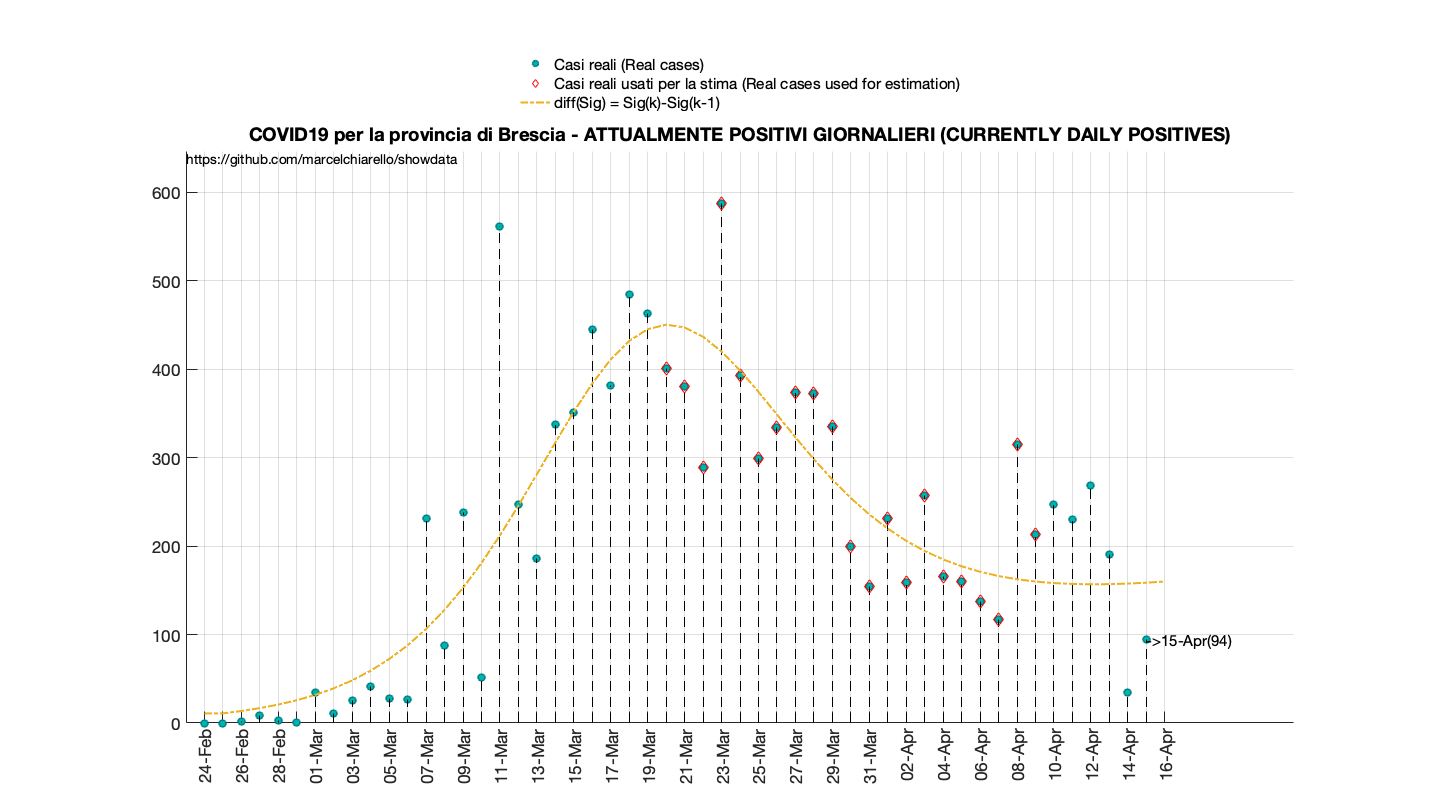 Casi reali (Real cases)
Casi reali usati per la stima (Real cases used for estimation)
diff(Sig) = Sig(k)-Sig(k-1)
COVID19 per la provincia di Brescia - ATTUALMENTE POSITIVI GIORNALIERI (CURRENTLY DAILY POSITIVES)
https://github.com/marcelchiarello/showdata
600
500
400
300
200
100
0
>15-Apr(94)
24-Feb
26-Feb
28-Feb
01-Mar
03-Mar
05-Mar
07-Mar
09-Mar
11-Mar
13-Mar
15-Mar
17-Mar
19-Mar
21-Mar
23-Mar
25-Mar
27-Mar
29-Mar
31-Mar
02-Apr
04-Apr
06-Apr
08-Apr
10-Apr
12-Apr
14-Apr
16-Apr